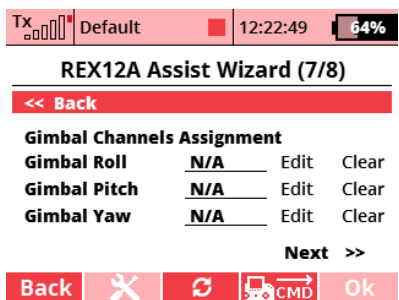 Tx Default 12:22:49 64%
REX12A Assist Wizard (7/8)
<< Back
Gimbal Channels Assignment
Gimbal Roll N/A Edit Clear
Gimbal Pitch N/A Edit Clear
Gimbal Yaw N/A Edit Clear
Next >>
Back CMD Ok